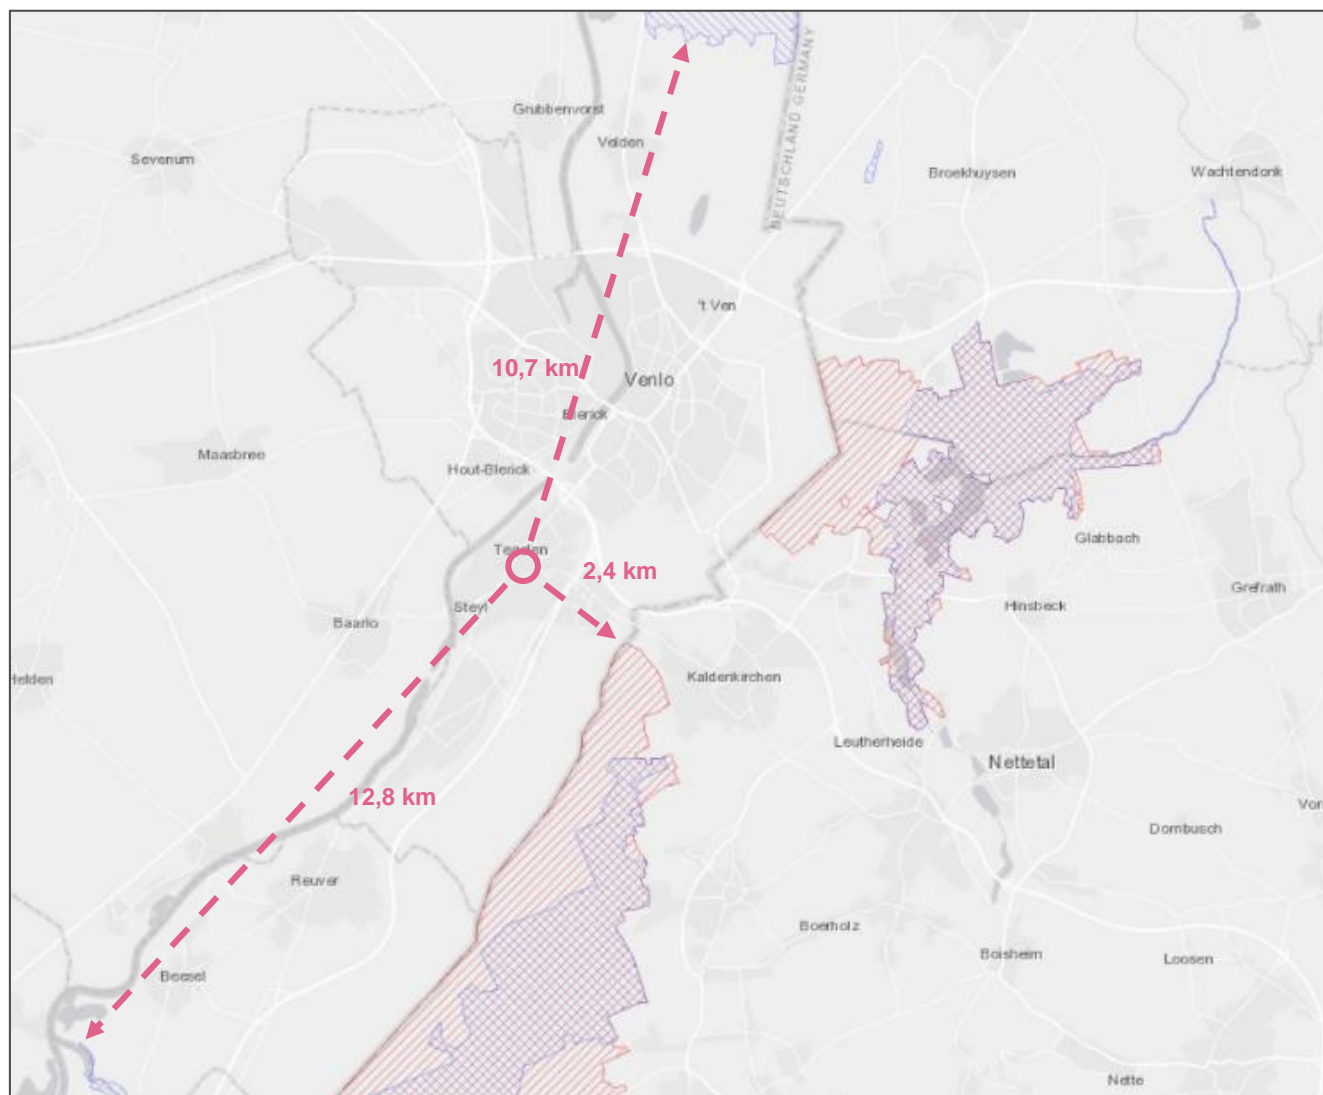 Grubbenvorst
Velden
Sevenum
DEUTSCHLAND GERMANY
Broekhuysen
Wachtendonk
't Ven
10,7 km
Venlo
Blerick
Maasbree
Hout-Blerick
Glabbach
Tegelen
2,4 km
Grefrath
Steyl
Hinsbeck
Baarlo
Helden
Kaldenkirchen
Leutherheide
Nettetal
12,8 km
Vor
Dornbusch
Reuver
Boerholz
Boisheim
Loosen
Beesel
Nette